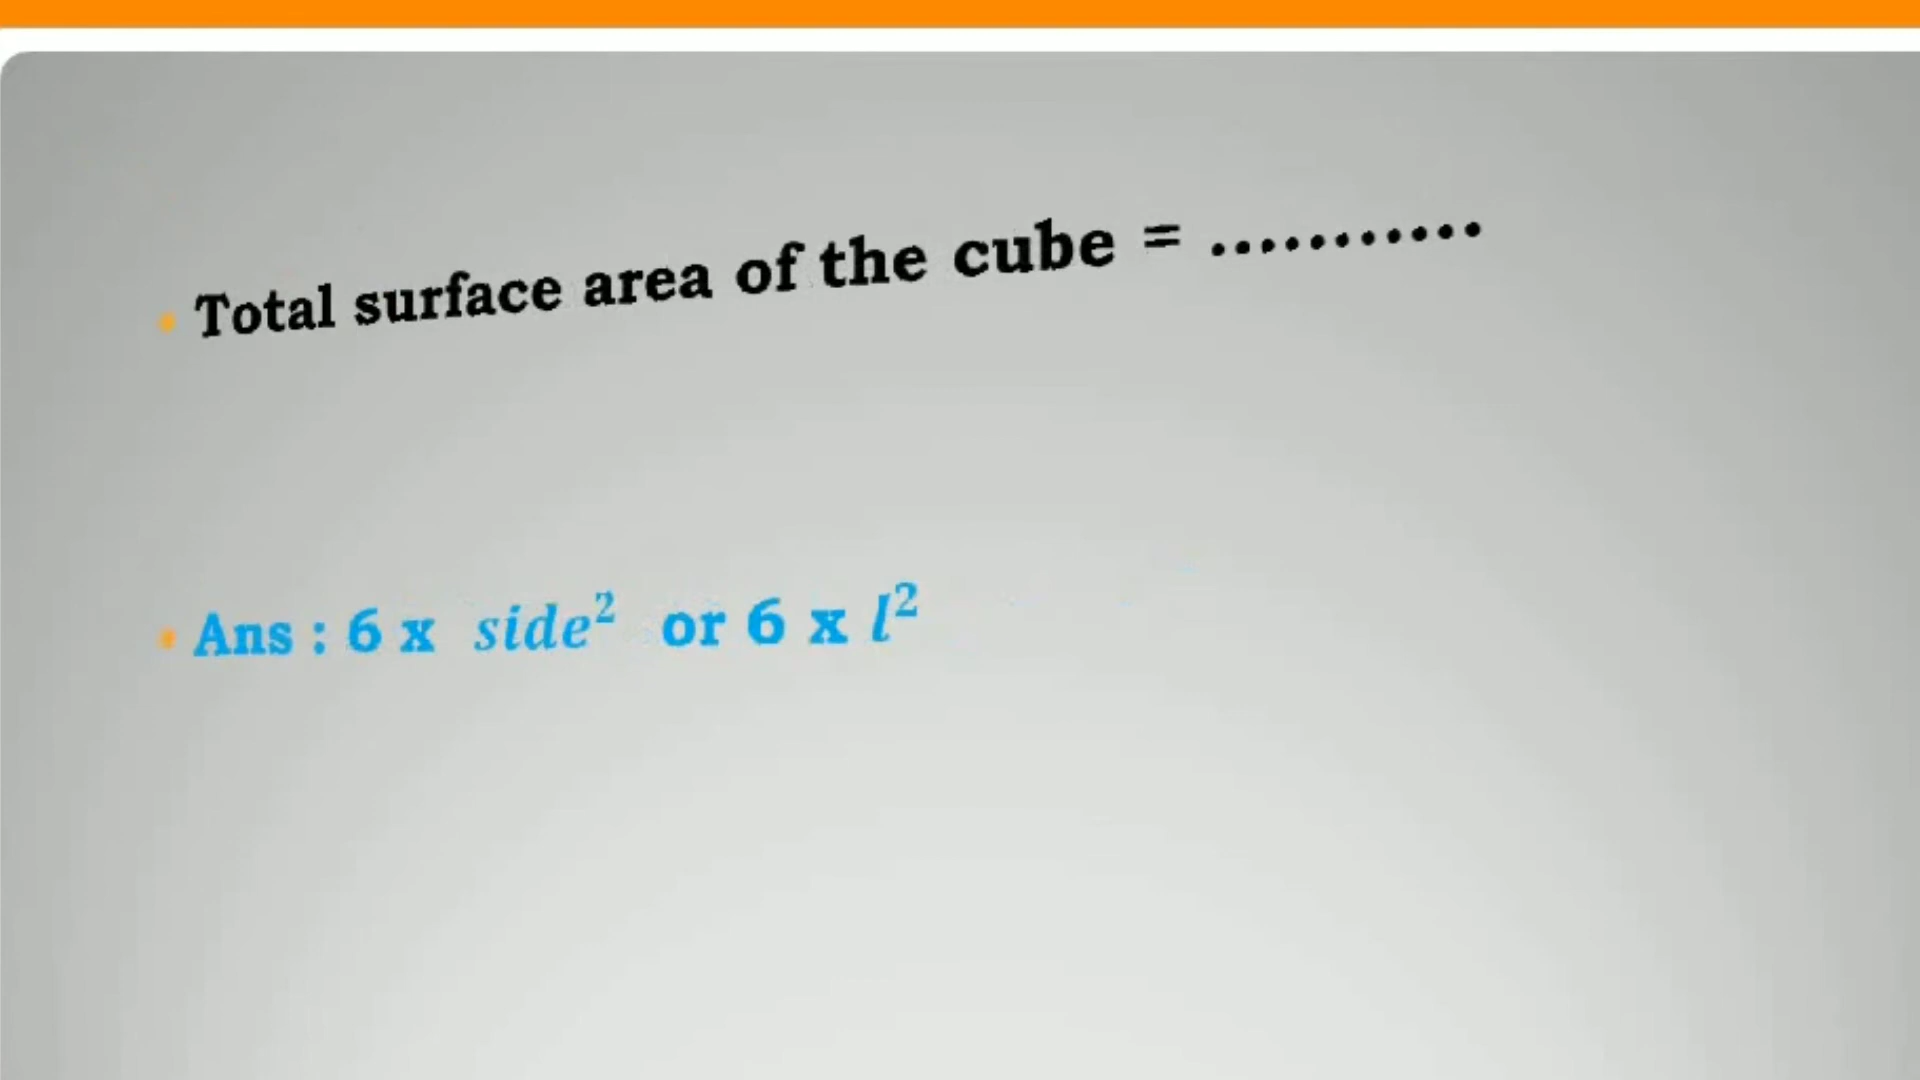 • Total surface area of the cube = ...........
• Ans : 6 x side² or 6 x l²